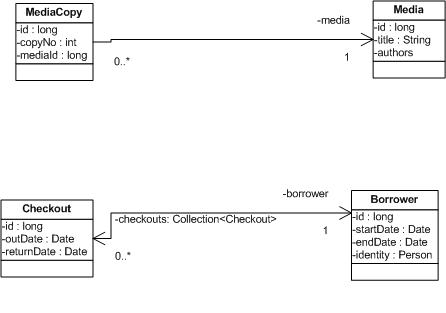 MediaCopy
-id : long
-copyNo : int
-mediaId : long
-media
0..*
1
Media
-id : long
-title : String
-authors
Checkout
-id : long
-outDate : Date
-returnDate : Date
-borrower
-checkouts: Collection<Checkout>
0..*
1
Borrower
-id : long
-startDate : Date
-endDate : Date
-identity : Person